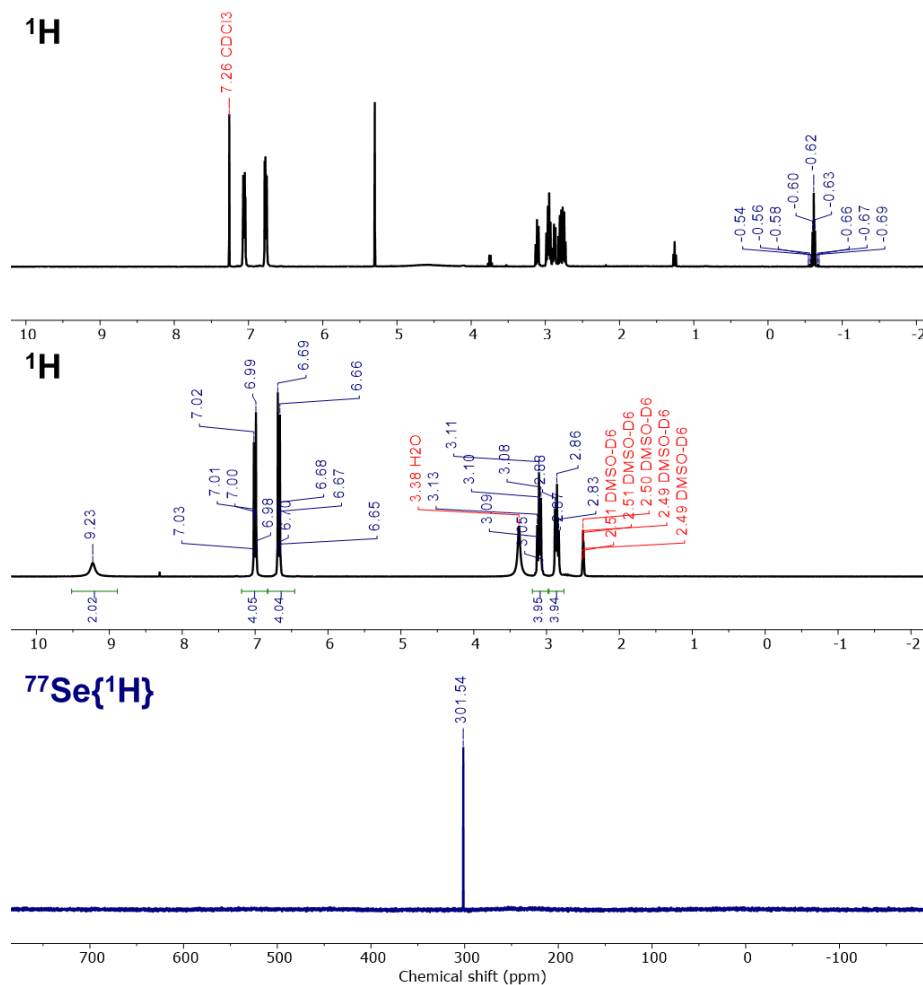 1H
7.26 CDCl3
-0.54
-0.56
-0.58
-0.60
-0.62
-0.63
-0.66
-0.67
-0.69
10 9 8 7 6 5 4 3 2 1 0 -1 -2
1H
9.23
7.03
7.02
7.01
7.00
6.99
6.98
6.70
6.69
6.68
6.67
6.66
6.65
3.38 H2O
3.13
3.11
3.10
3.09
3.08
3.05
2.87
2.86
2.83
2.51 DMSO-D6
2.51 DMSO-D6
2.50 DMSO-D6
2.49 DMSO-D6
2.49 DMSO-D6
2.02
4.05
4.04
3.95
3.94
10 9 8 7 6 5 4 3 2 1 0 -1 -2
77Se{1H}
301.54
700 600 500 400 300 200 100 0 -100
Chemical shift (ppm)